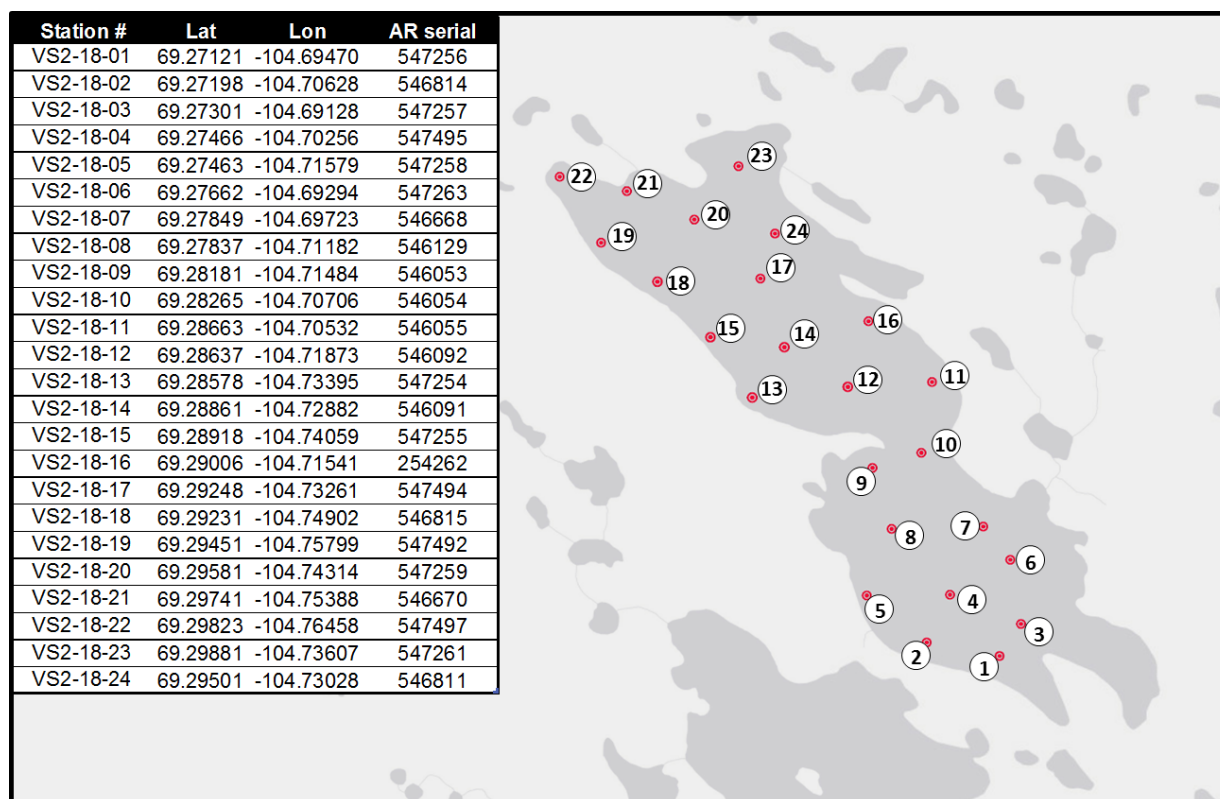 Station # Lat Lon AR serial
VS2-18-01 69.27121 -104.69470 547256
VS2-18-02 69.27198 -104.70628 546814
VS2-18-03 69.27301 -104.69128 547257
VS2-18-04 69.27466 -104.70256 547495
VS2-18-05 69.27463 -104.71579 547258
VS2-18-06 69.27662 -104.69294 547263
VS2-18-07 69.27849 -104.69723 546668
VS2-18-08 69.27837 -104.71182 546129
VS2-18-09 69.28181 -104.71484 546053
VS2-18-10 69.28265 -104.70706 546054
VS2-18-11 69.28663 -104.70532 546055
VS2-18-12 69.28637 -104.71873 546092
VS2-18-13 69.28578 -104.73395 547254
VS2-18-14 69.28861 -104.72882 546091
VS2-18-15 69.28918 -104.74059 547255
VS2-18-16 69.29006 -104.71541 254262
VS2-18-17 69.29248 -104.73261 547494
VS2-18-18 69.29231 -104.74902 546815
VS2-18-19 69.29451 -104.75799 547492
VS2-18-20 69.29581 -104.74314 547259
VS2-18-21 69.29741 -104.75388 546670
VS2-18-22 69.29823 -104.76458 547497
VS2-18-23 69.29881 -104.73607 547261
VS2-18-24 69.29501 -104.73028 546811
23
22
21
20
19
24
17
18
16
15
14
13
12
11
10
9
8
7
6
5
4
3
2
1